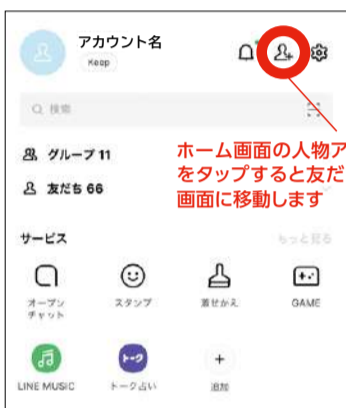 アカウント名
Keep
検索
グループ 11
友だち 66
ホーム画面の人物ア
をタップすると友だ
画面に移動します
サービス
もっと見る
オープン
チャット
スタンプ
着せかえ
GAME
LINE MUSIC
トーク
トーク占い
追加